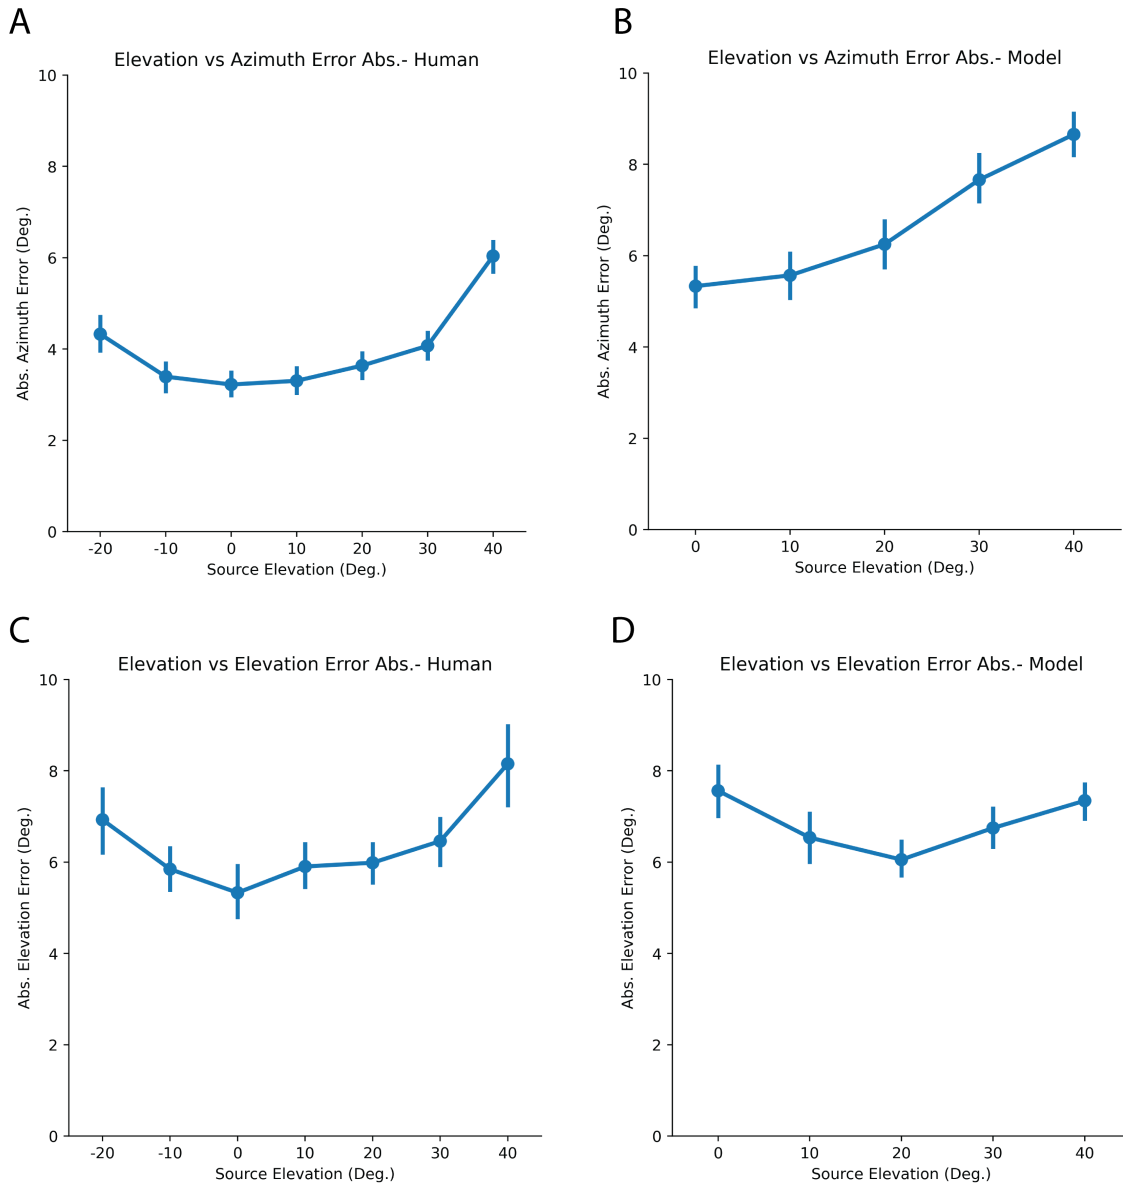 A
Elevation vs Azimuth Error Abs.- Human
10
8
6
4
2
0
Abs. Azimuth Error (Deg.)
-20 -10 0 10 20 30 40
Source Elevation (Deg.)
B
Elevation vs Azimuth Error Abs.- Model
10
8
6
4
2
0
Abs. Azimuth Error (Deg.)
0 10 20 30 40
Source Elevation (Deg.)
C
Elevation vs Elevation Error Abs.- Human
10
8
6
4
2
0
Abs. Elevation Error (Deg.)
-20 -10 0 10 20 30 40
Source Elevation (Deg.)
D
Elevation vs Elevation Error Abs.- Model
10
8
6
4
2
0
Abs. Elevation Error (Deg.)
0 10 20 30 40
Source Elevation (Deg.)